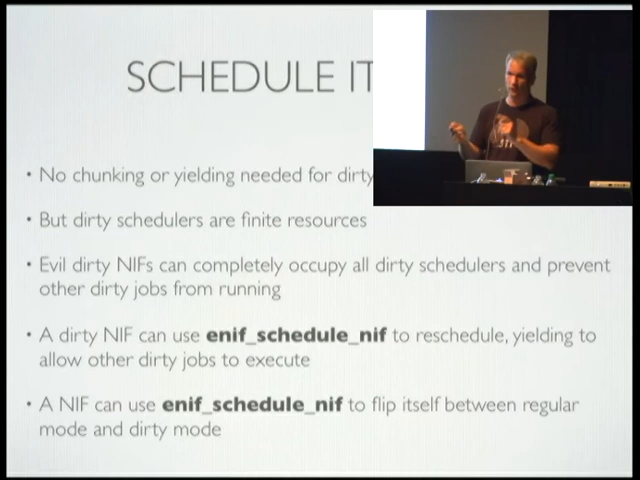 SCHEDULE IT
• No chunking or yielding needed for dirty
• But dirty schedulers are finite resources
• Evil dirty NIFs can completely occupy all dirty schedulers and prevent
other dirty jobs from running
• A dirty NIF can use enif_schedule_nif to reschedule, yielding to
allow other dirty jobs to execute
• A NIF can use enif_schedule_nif to flip itself between regular
mode and dirty mode